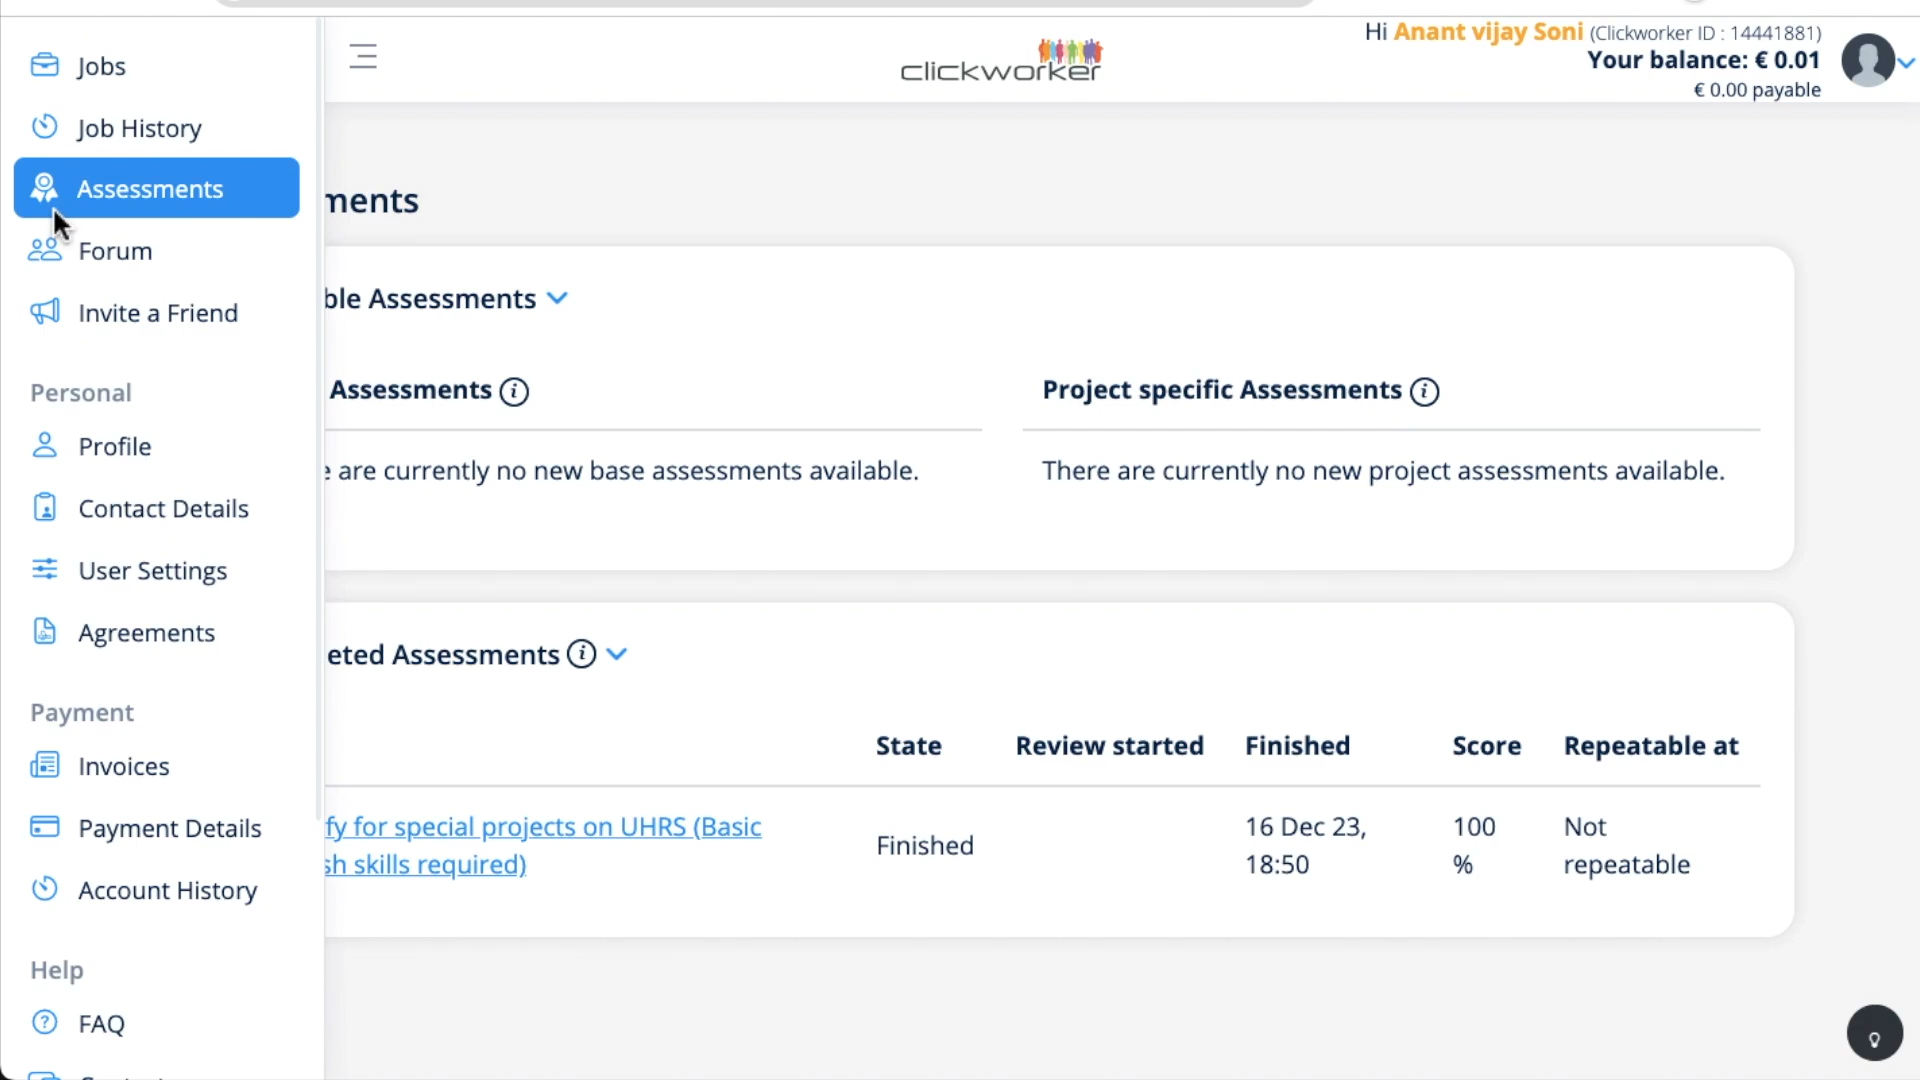 Jobs
Job History
Assessments
Forum
Invite a Friend
Personal
Profile
Contact Details
User Settings
Agreements
Payment
Invoices
Payment Details
Account History
Help
FAQ
clickworker
Hi Anant vijay Soni (Clickworker ID : 14441881)
Your balance: € 0.01
€ 0.00 payable
ments
ble Assessments
Assessments
e are currently no new base assessments available.
Project specific Assessments
There are currently no new project assessments available.
eted Assessments
State Review started Finished Score Repeatable at
fy for special projects on UHRS (Basic
sh skills required)
Finished
16 Dec 23,
18:50
100
%
Not
repeatable